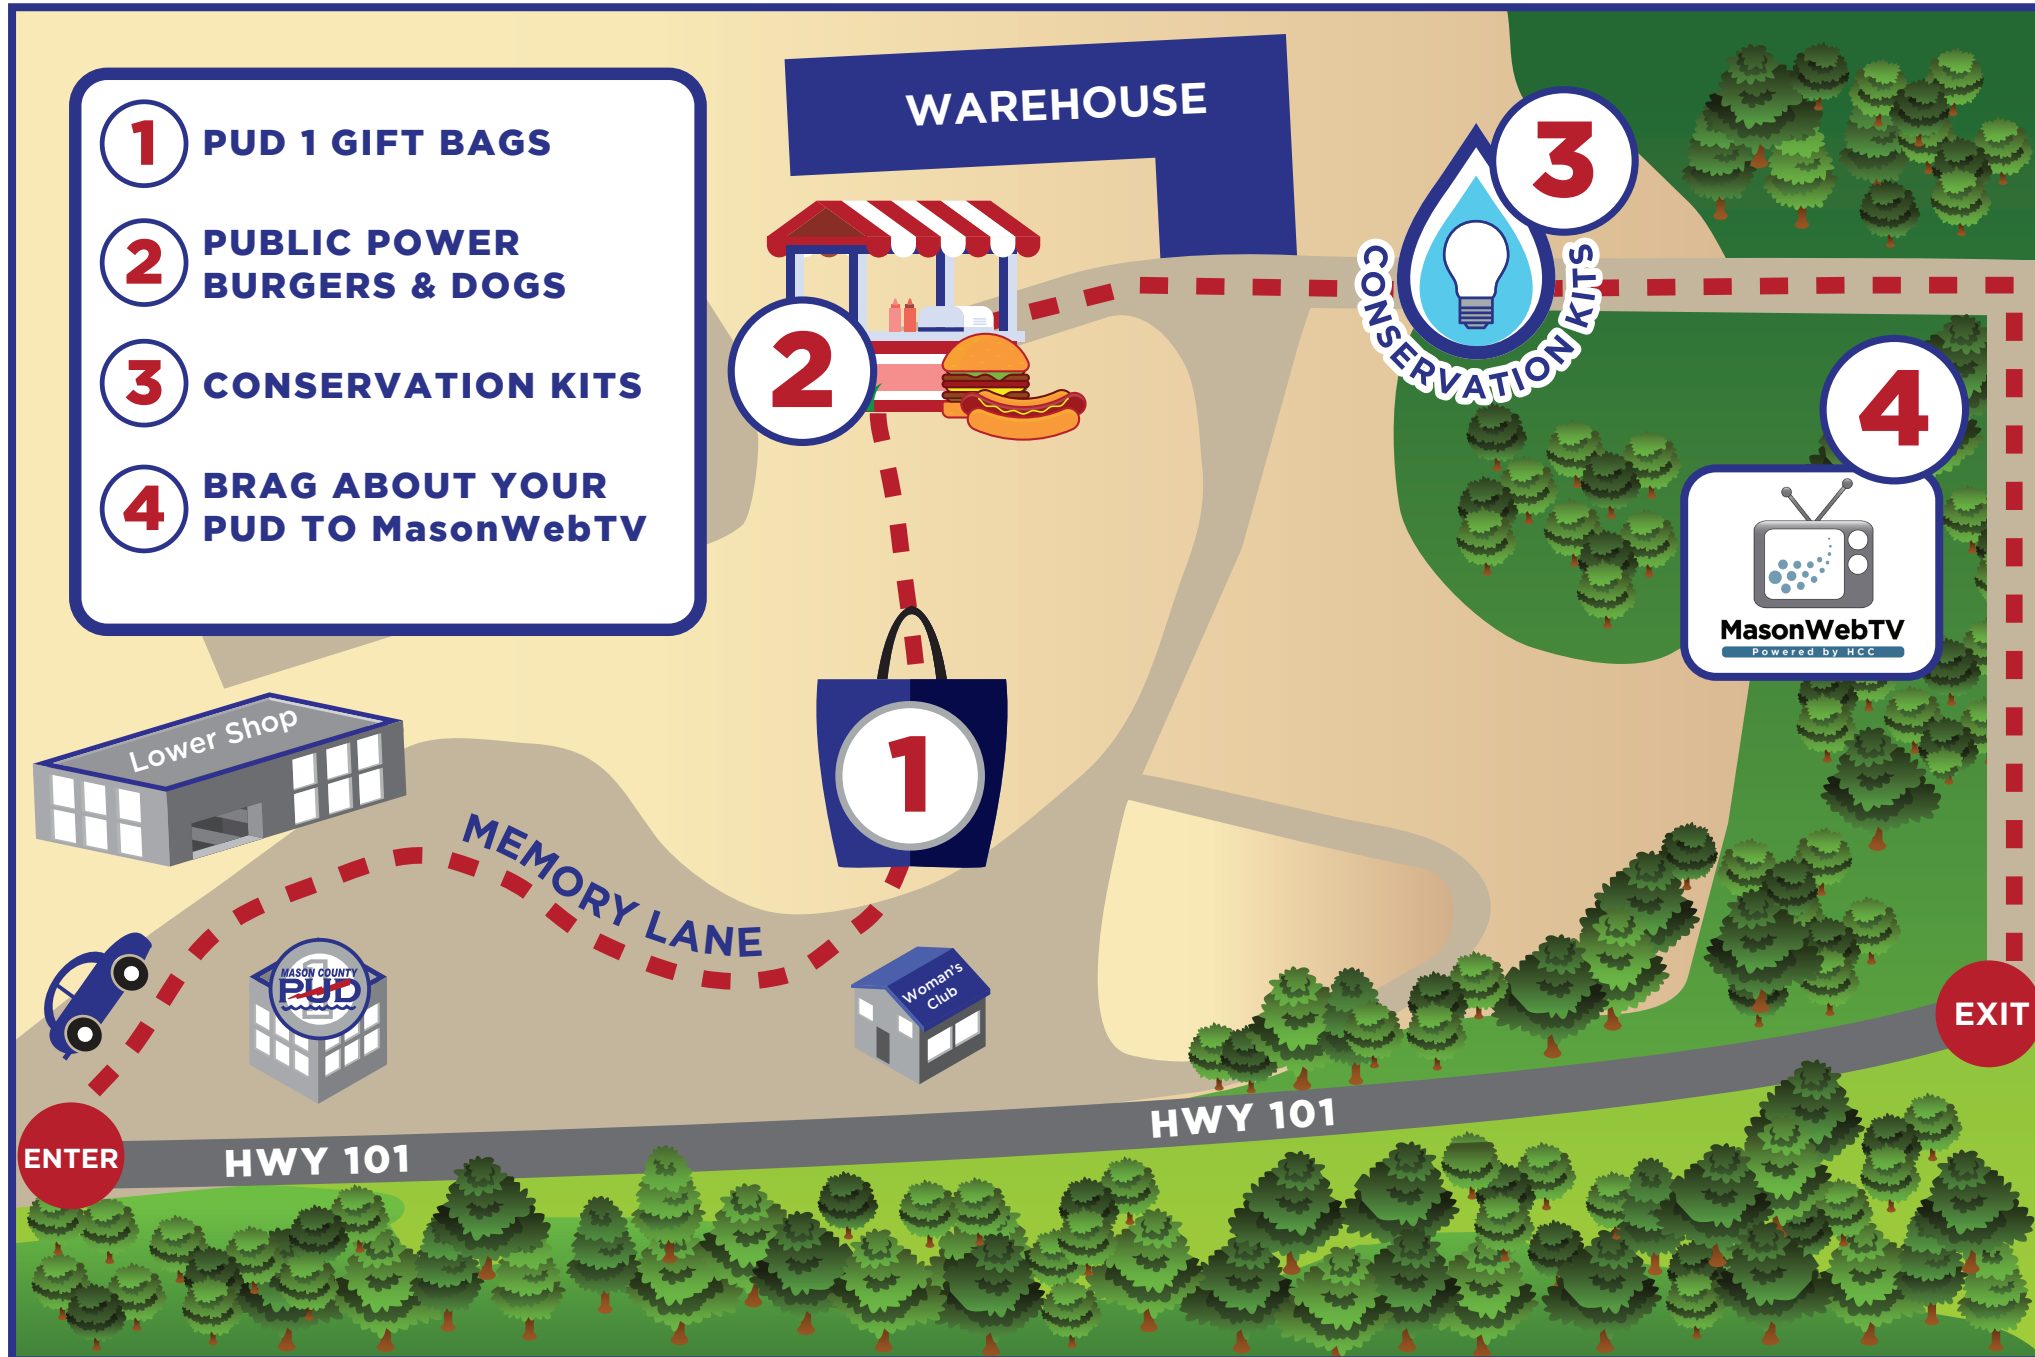 1 PUD 1 GIFT BAGS
2 PUBLIC POWER
BURGERS & DOGS
3 CONSERVATION KITS
4 BRAG ABOUT YOUR
PUD TO MasonWebTV
WAREHOUSE
3
CONSERVATION KITS
2
4
MasonWebTV
Powered by HCC
Lower Shop
1
MEMORY LANE
MASON COUNTY
PUD
1
Woman's
Club
EXIT
ENTER
HWY 101
HWY 101